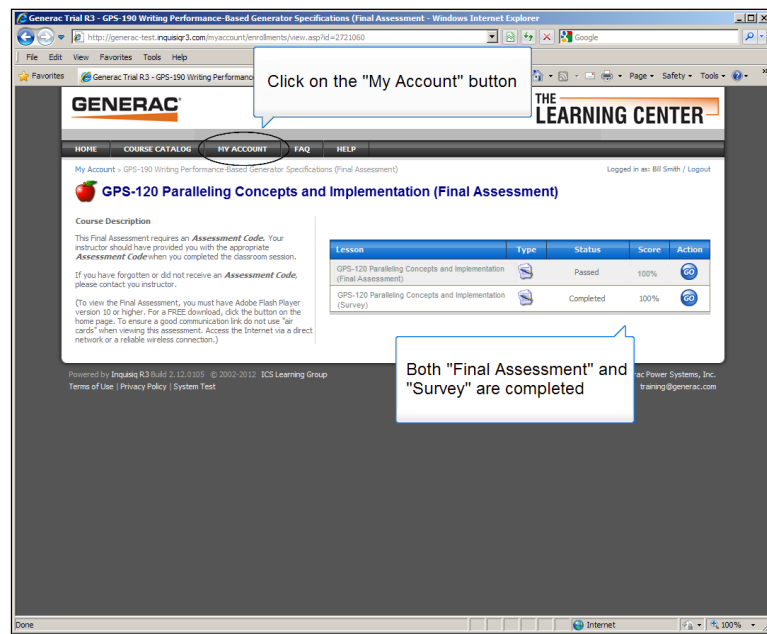 Generac Trial R3 - GPS-190 Writing Performance-Based Generator Specifications (Final Assessment - Windows Internet Explorer
http://generac-test.inquisiqr3.com/myaccount/enrollments/view.asp?id=2721060
Google
File Edit View Favorites Tools Help
Favorites
Generac Trial R3 - GPS-190 Writing Performanc
Page Safety Tools
Click on the "My Account" button
GENERAC
THE
LEARNING CENTER
HOME COURSE CATALOG MY ACCOUNT FAQ HELP
My Account > GPS-190 Writing Performance-Based Generator Specifications (Final Assessment)
Logged in as: Bill Smith / Logout
GPS-120 Paralleling Concepts and Implementation (Final Assessment)
Course Description
This Final Assessment requires an Assessment Code. Your
instructor should have provided you with the appropriate
Assessment Code when you completed the classroom session.
If you have forgotten or did not receive an Assessment Code,
please contact you instructor.
(To view the Final Assessment, you must have Adobe Flash Player
version 10 or higher. For a FREE download, click the button on the
home page. To ensure a good communication link do not use "air
cards" when viewing this assessment. Access the Internet via a direct
network or a reliable wireless connection.)
Lesson Type Status Score Action
GPS-120 Paralleling Concepts and Implementation
(Final Assessment)
Passed 100% GO
GPS-120 Paralleling Concepts and Implementation
(Survey)
Completed 100% GO
Both "Final Assessment" and
"Survey" are completed
Powered by Inquisiq R3 Build 2.12.0105 © 2002-2012 ICS Learning Group
rac Power Systems, Inc.
Terms of Use | Privacy Policy | System Test
training@generac.com
Done
Internet
100%